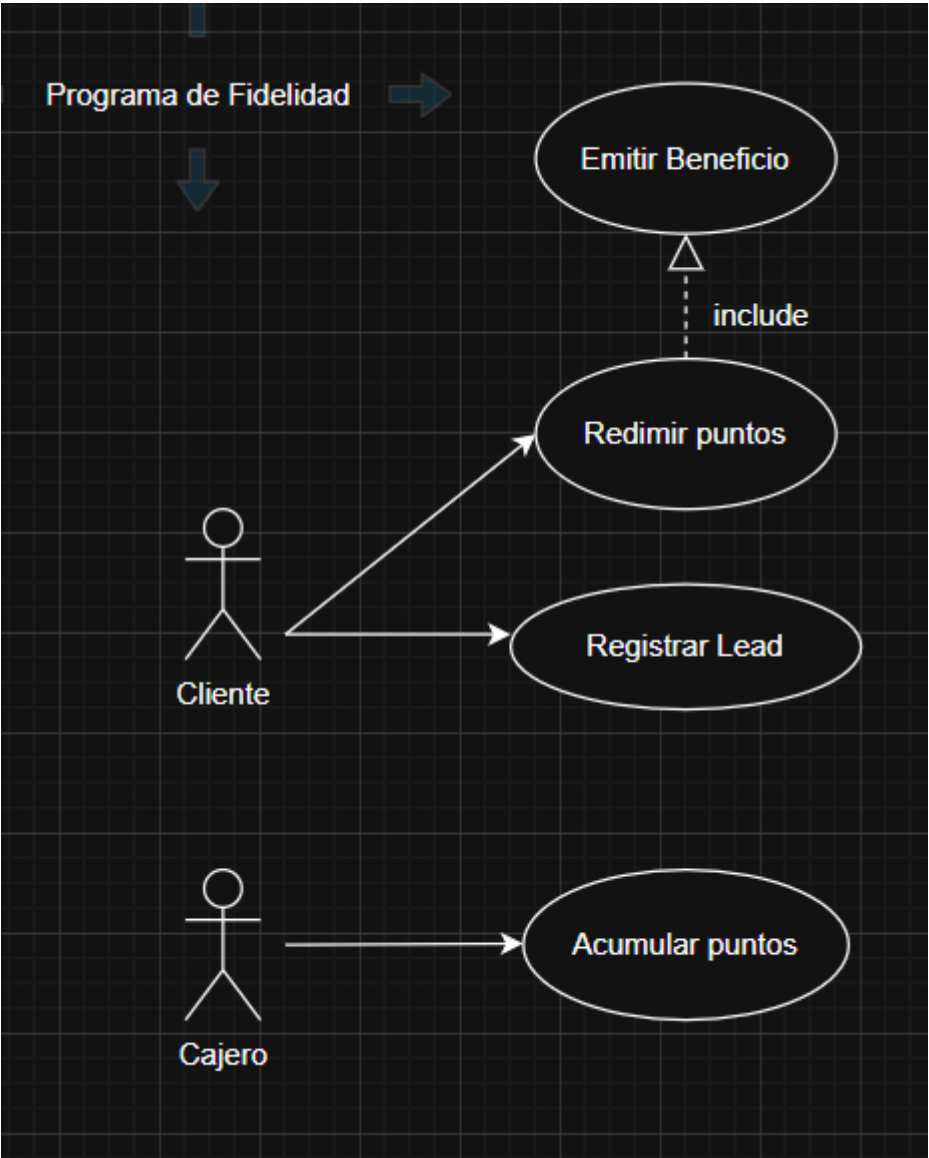 Programa de Fidelidad
Emitir Beneficio
include
Redimir puntos
Registrar Lead
Cliente
Acumular puntos
Cajero